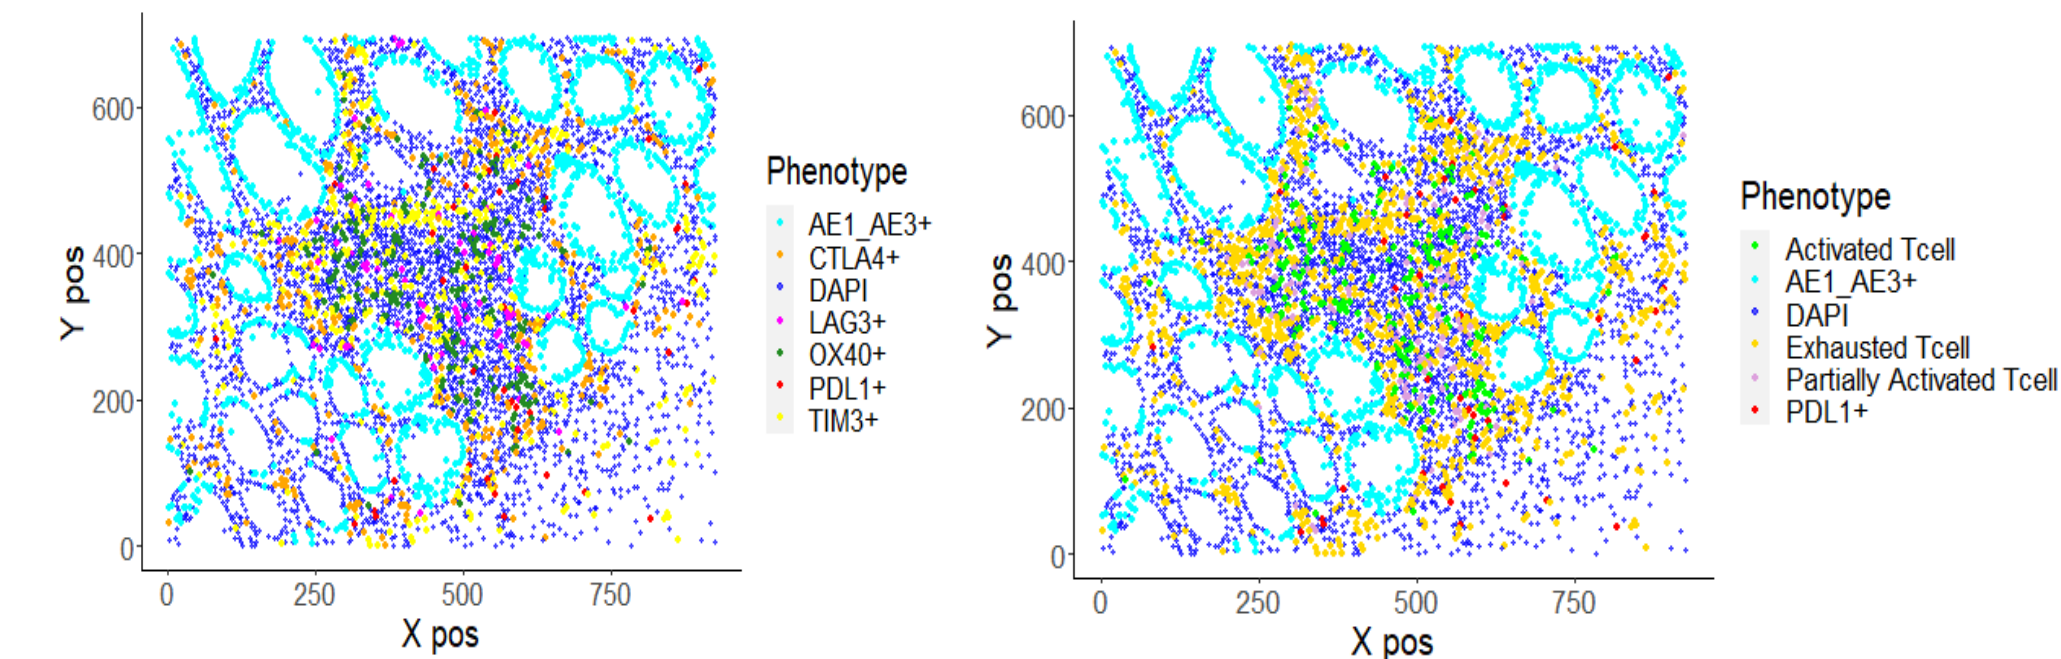 600
400
200
0
Y pos
0
250
500
750
X pos
Phenotype
AE1_AE3+
CTLA4+
DAPI
LAG3+
OX40+
PDL1+
TIM3+
600
400
200
0
Y pos
0
250
500
750
X pos
Phenotype
Activated Tcell
AE1_AE3+
DAPI
Exhausted Tcell
Partially Activated Tcell
PDL1+